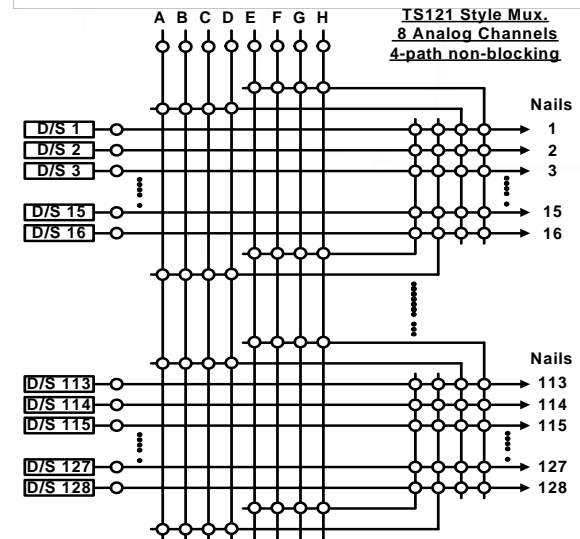 A B C D E F G H
TS121 Style Mux.
8 Analog Channels
4-path non-blocking
Nails
D/S 1 1
D/S 2 2
D/S 3 3
D/S 15 15
D/S 16 16
Nails
D/S 113 113
D/S 114 114
D/S 115 115
D/S 127 127
D/S 128 128